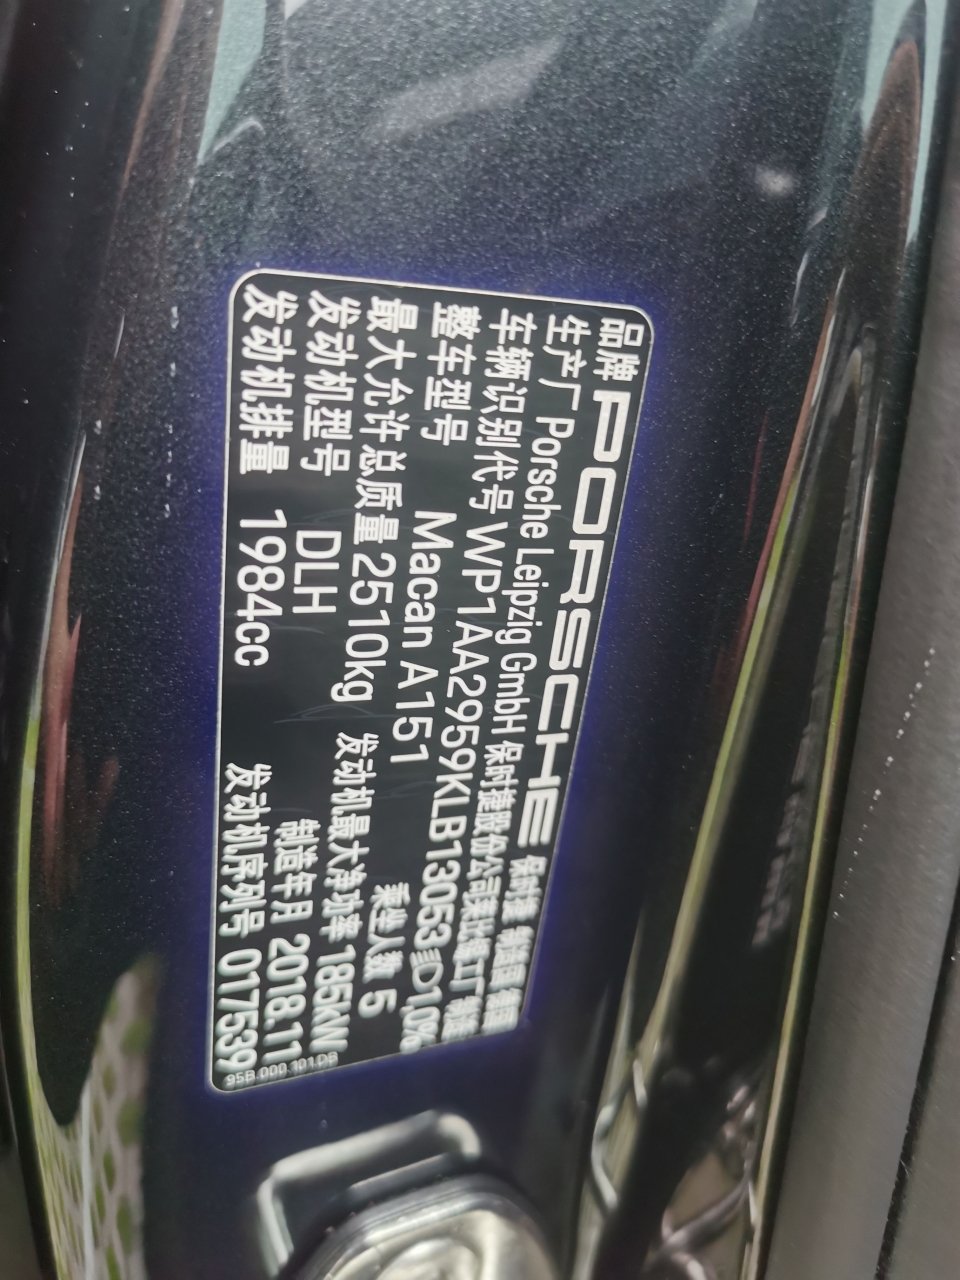 品牌 PORSCHE 保时捷 制造国 德国
生产厂 Porsche Leipzig GmbH 保时捷股份公司莱比锡工厂 制造
车辆识别代号 WP1AA2959KLB13053 1,0%
整车型号 Macan A151 乘坐人数 5
最大允许总质量 2510kg 发动机最大净功率 185kW
发动机型号 DLH 制造年月 2018.11
发动机排量 1984cc 发动机序列号 017539
95B.000.101.DB